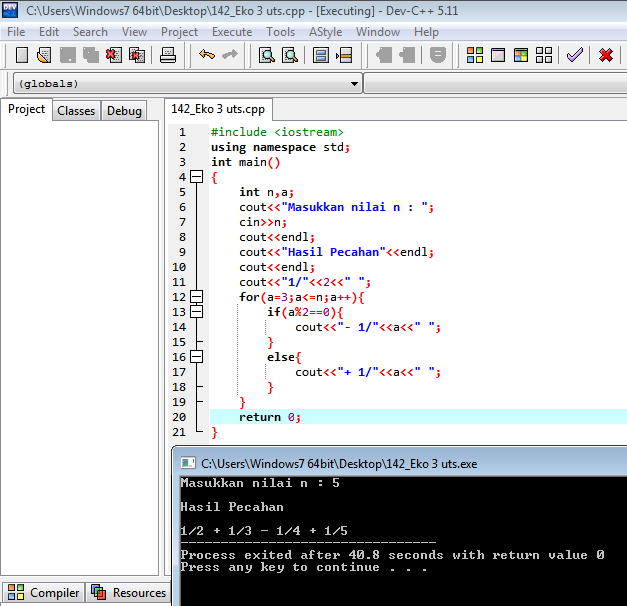 C:\Users\Windows7 64bit\Desktop\142_Eko 3 uts.cpp - [Executing] - Dev-C++ 5.11
File Edit Search View Project Execute Tools AStyle Window Help
(globals)
Project Classes Debug
142_Eko 3 uts.cpp
1 #include <iostream>
2 using namespace std;
3 int main()
4 {
5 int n,a;
6 cout<<"Masukkan nilai n : ";
7 cin>>n;
8 cout<<endl;
9 cout<<"Hasil Pecahan"<<endl;
10 cout<<endl;
11 cout<<"1/"<<2<<" ";
12 for(a=3;a<=n;a++){
13 if(a%2==0){
14 cout<<"- 1/"<<a<<" ";
15 }
16 else{
17 cout<<"+ 1/"<<a<<" ";
18 }
19 }
20 return 0;
21 }
C:\Users\Windows7 64bit\Desktop\142_Eko 3 uts.exe
Masukkan nilai n : 5
Hasil Pecahan
1/2 + 1/3 - 1/4 + 1/5
--------------------------------
Process exited after 40.8 seconds with return value 0
Press any key to continue . . .
Compiler Resources